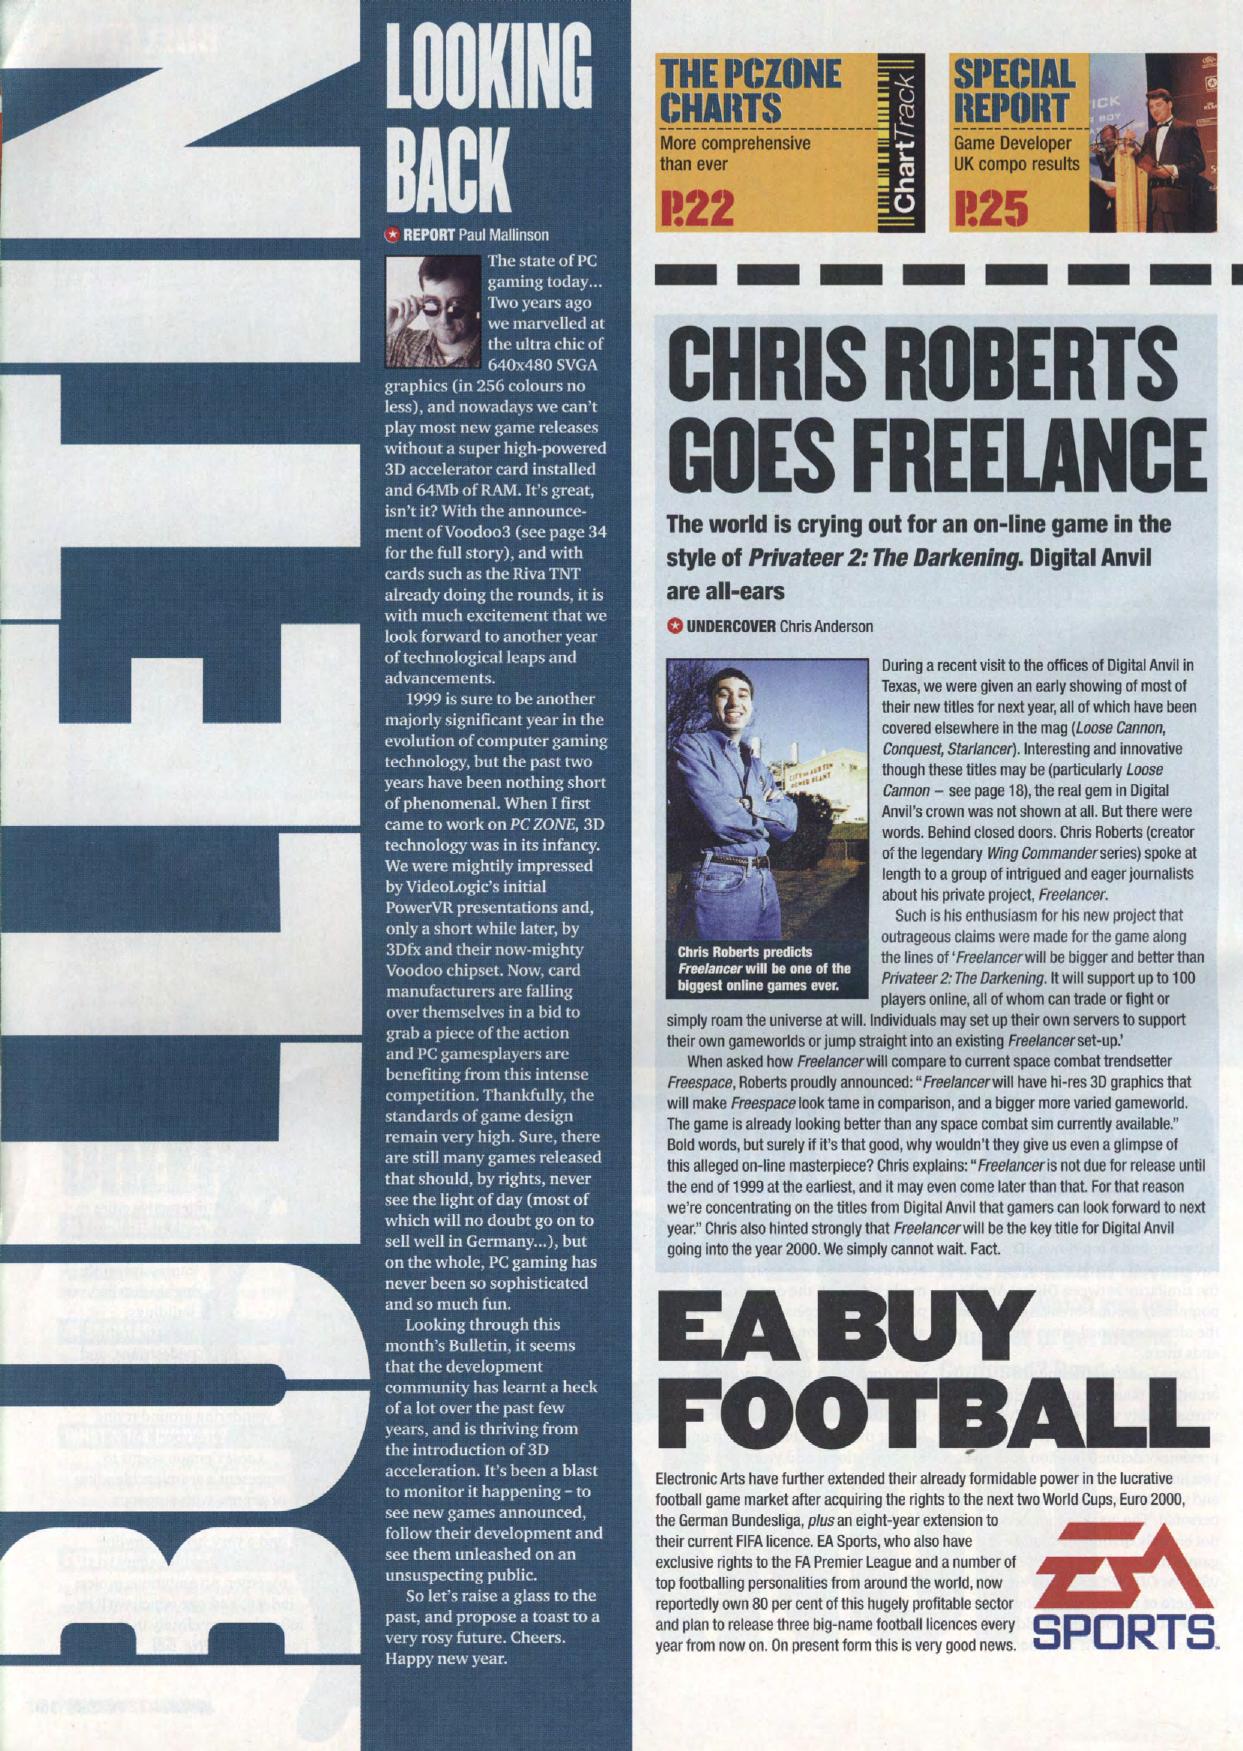 BULLETIN
LOOKING
BACK
REPORT Paul Mallinson
The state of PC
gaming today...
Two years ago
we marvelled at
the ultra chic of
640x480 SVGA
graphics (in 256 colours no
less), and nowadays we can't
play most new game releases
without a super high-powered
3D accelerator card installed
and 64Mb of RAM. It's great,
isn't it? With the announce-
ment of Voodoo3 (see page 34
for the full story), and with
cards such as the Riva TNT
already doing the rounds, it is
with much excitement that we
look forward to another year
of technological leaps and
advancements.
1999 is sure to be another
majorly significant year in the
evolution of computer gaming
technology, but the past two
years have been nothing short
of phenomenal. When I first
came to work on PC ZONE, 3D
technology was in its infancy.
We were mightily impressed
by VideoLogic's initial
PowerVR presentations and,
only a short while later, by
3Dfx and their now-mighty
Voodoo chipset. Now, card
manufacturers are falling
over themselves in a bid to
grab a piece of the action
and PC gamesplayers are
benefiting from this intense
competition. Thankfully, the
standards of game design
remain very high. Sure, there
are still many games released
that should, by rights, never
see the light of day (most of
which will no doubt go on to
sell well in Germany...), but
on the whole, PC gaming has
never been so sophisticated
and so much fun.
Looking through this
month's Bulletin, it seems
that the development
community has learnt a heck
of a lot over the past few
years, and is thriving from
the introduction of 3D
acceleration. It's been a blast
to monitor it happening – to
see new games announced,
follow their development and
see them unleashed on an
unsuspecting public.
So let's raise a glass to the
past, and propose a toast to a
very rosy future. Cheers.
Happy new year.
THE PCZONE
CHARTS
More comprehensive
than ever
P.22
ChartTrack
SPECIAL
REPORT
Game Developer
UK compo results
P.25
CHRIS ROBERTS
GOES FREELANCE
The world is crying out for an on-line game in the
style of Privateer 2: The Darkening. Digital Anvil
are all-ears
UNDERCOVER Chris Anderson
During a recent visit to the offices of Digital Anvil in
Texas, we were given an early showing of most of
their new titles for next year, all of which have been
covered elsewhere in the mag (Loose Cannon,
Conquest, Starlancer). Interesting and innovative
though these titles may be (particularly Loose
Cannon – see page 18), the real gem in Digital
Anvil's crown was not shown at all. But there were
words. Behind closed doors. Chris Roberts (creator
of the legendary Wing Commander series) spoke at
length to a group of intrigued and eager journalists
about his private project, Freelancer.
Such is his enthusiasm for his new project that
outrageous claims were made for the game along
the lines of 'Freelancer will be bigger and better than
Privateer 2: The Darkening. It will support up to 100
players online, all of whom can trade or fight or
simply roam the universe at will. Individuals may set up their own servers to support
their own gameworlds or jump straight into an existing Freelancer set-up.'
When asked how Freelancer will compare to current space combat trendsetter
Freespace, Roberts proudly announced: "Freelancer will have hi-res 3D graphics that
will make Freespace look tame in comparison, and a bigger more varied gameworld.
The game is already looking better than any space combat sim currently available."
Bold words, but surely if it's that good, why wouldn't they give us even a glimpse of
this alleged on-line masterpiece? Chris explains: "Freelancer is not due for release until
the end of 1999 at the earliest, and it may even come later than that. For that reason
we're concentrating on the titles from Digital Anvil that gamers can look forward to next
year." Chris also hinted strongly that Freelancer will be the key title for Digital Anvil
going into the year 2000. We simply cannot wait. Fact.
CITY OF AUSTIN
POWER PLANT
Chris Roberts predicts
Freelancer will be one of the
biggest online games ever.
EA BUY
FOOTBALL
Electronic Arts have further extended their already formidable power in the lucrative
football game market after acquiring the rights to the next two World Cups, Euro 2000,
the German Bundesliga, plus an eight-year extension to
their current FIFA licence. EA Sports, who also have
exclusive rights to the FA Premier League and a number of
top footballing personalities from around the world, now
reportedly own 80 per cent of this hugely profitable sector
and plan to release three big-name football licences every
year from now on. On present form this is very good news.
EA
SPORTS